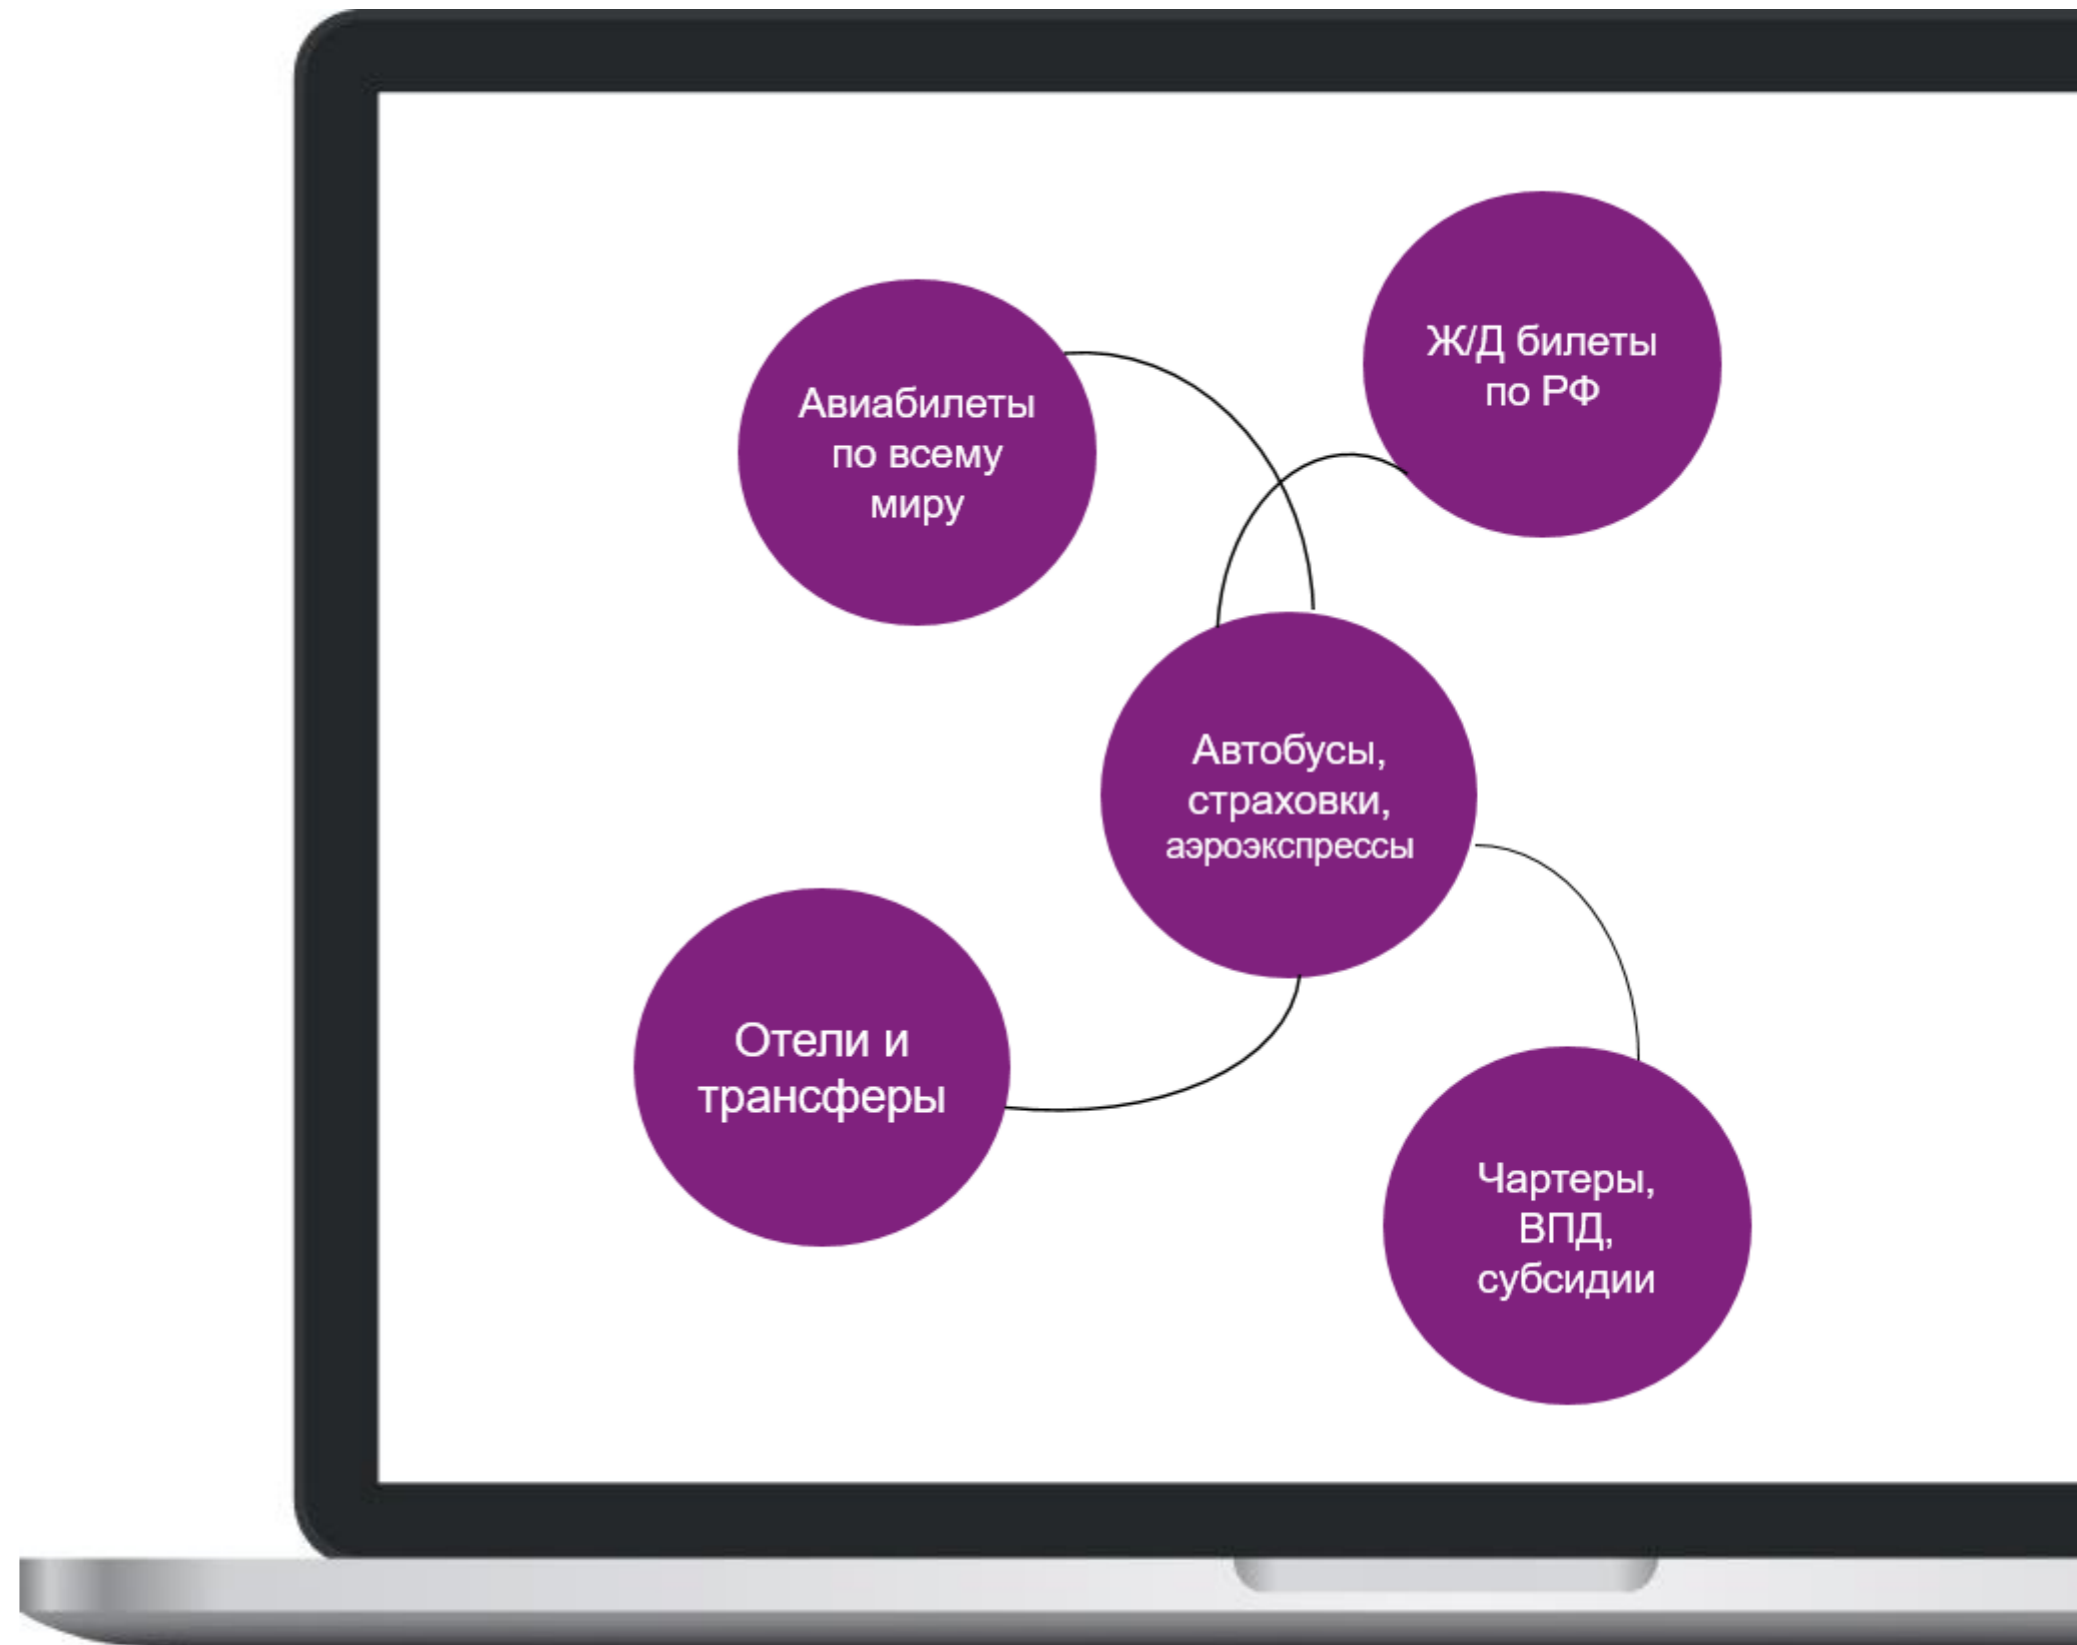 Авиабилеты
по всему
миру
Ж/Д билеты
по РФ
Автобусы,
страховки,
аэроэкспрессы
Отели и
трансферы
Чартеры,
ВПД,
субсидии